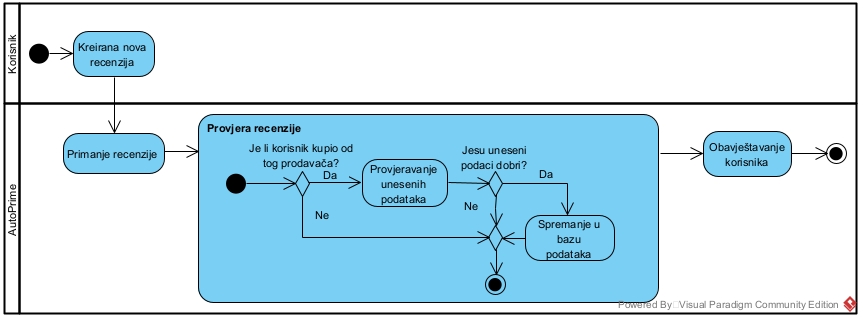 Korisnik
Kreirana nova
recenzija
AutoPrime
Primanje recenzije
Provjera recenzije
Je li korisnik kupio od
tog prodavača?
Da
Ne
Provjeravanje
unesenih
podataka
Jesu uneseni
podaci dobri?
Da
Ne
Spremanje u
bazu
podataka
Obavještavanje
korisnika
Powered By Visual Paradigm Community Edition